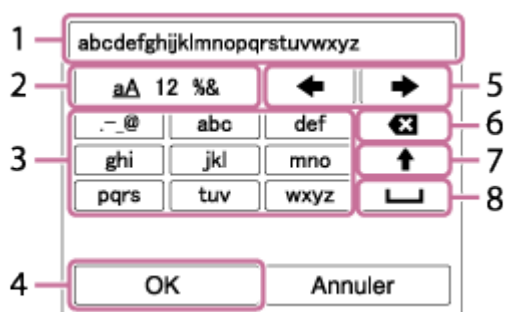 1 abcdefghijklmnopqrstuvwxyz
2 aA 12 %& 5
.-_@ abc def 6
3 ghi jkl mno 7
pqrs tuv wxyz 8
4 OK Annuler